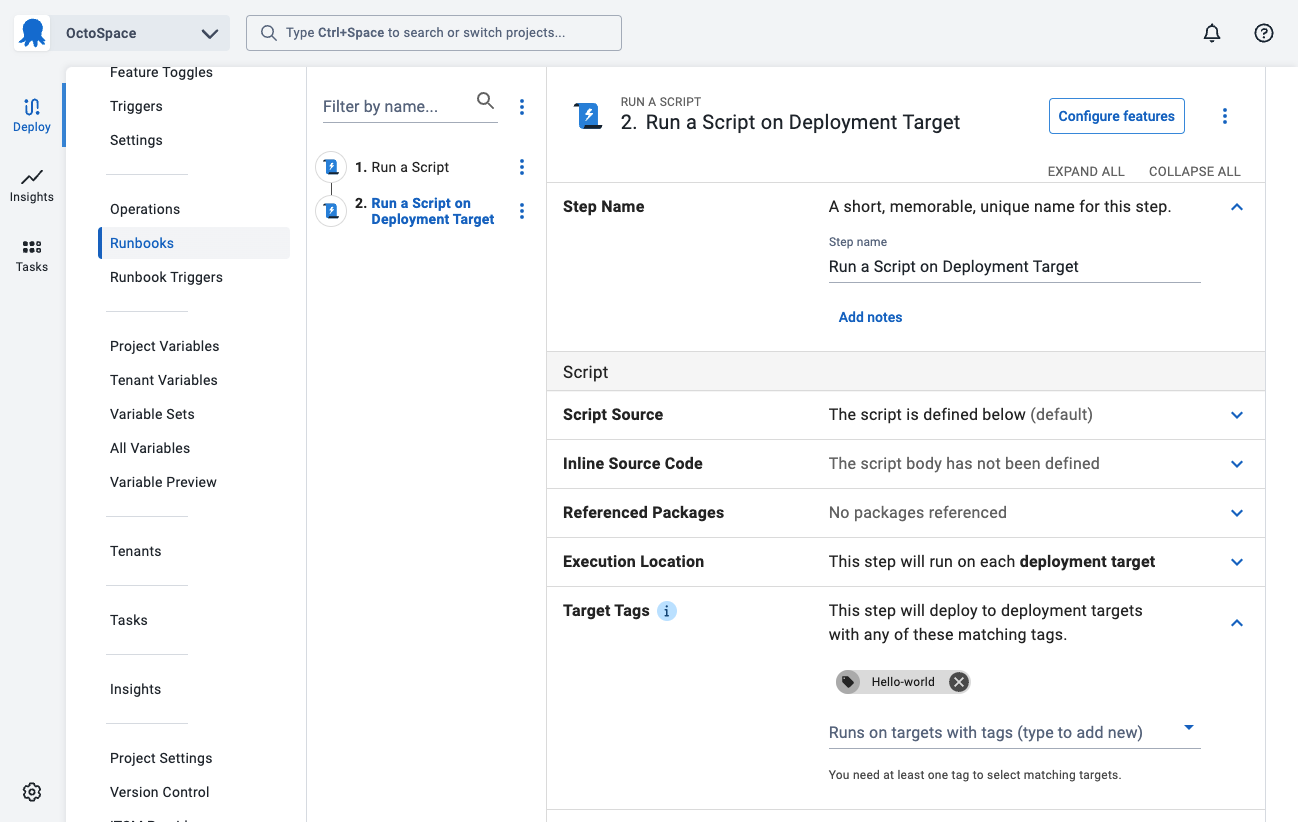 OctoSpace
Type Ctrl+Space to search or switch projects...
Deploy
Insights
Tasks
Feature Toggles
Triggers
Settings
Operations
Runbooks
Runbook Triggers
Project Variables
Tenant Variables
Variable Sets
All Variables
Variable Preview
Tenants
Tasks
Insights
Project Settings
Version Control
Filter by name...
1. Run a Script
2. Run a Script on
Deployment Target
RUN A SCRIPT
2. Run a Script on Deployment Target
Configure features
EXPAND ALL COLLAPSE ALL
Step Name
A short, memorable, unique name for this step.
Step name
Run a Script on Deployment Target
Add notes
Script
Script Source
The script is defined below (default)
Inline Source Code
The script body has not been defined
Referenced Packages
No packages referenced
Execution Location
This step will run on each deployment target
Target Tags
This step will deploy to deployment targets
with any of these matching tags.
Hello-world
Runs on targets with tags (type to add new)
You need at least one tag to select matching targets.